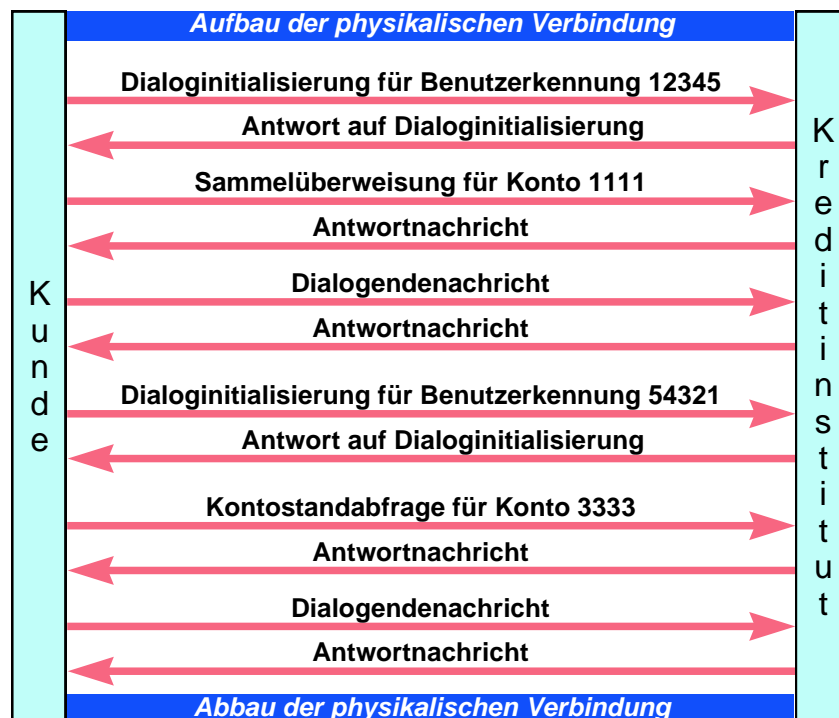 Aufbau der physikalischen Verbindung
Dialoginitialisierung für Benutzerkennung 12345
Antwort auf Dialoginitialisierung
Sammelüberweisung für Konto 1111
Antwortnachricht
Dialogendenachricht
Antwortnachricht
Dialoginitialisierung für Benutzerkennung 54321
Antwort auf Dialoginitialisierung
Kontostandabfrage für Konto 3333
Antwortnachricht
Dialogendenachricht
Antwortnachricht
Abbau der physikalischen Verbindung
Kunde
Kreditinstitut